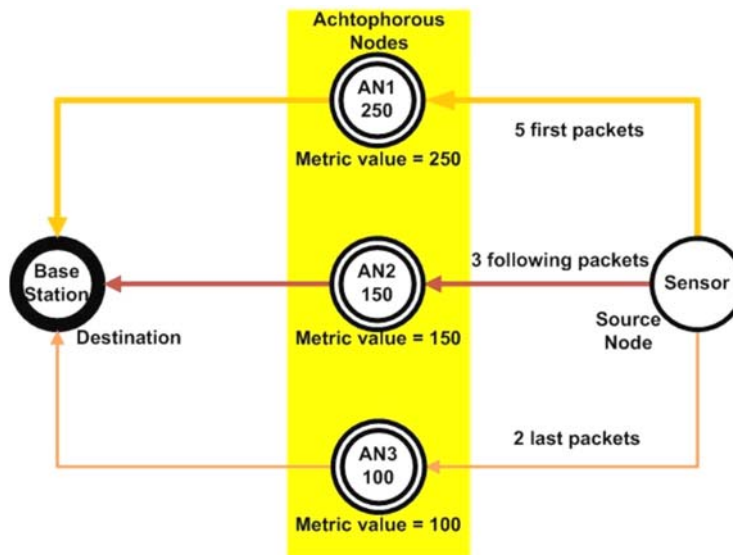 Achtophorous
Nodes
AN1
250
5 first packets
Metric value = 250
3 following packets
Base
Station
AN2
150
Sensor
Destination
Metric value = 150
Source
Node
2 last packets
AN3
100
Metric value = 100